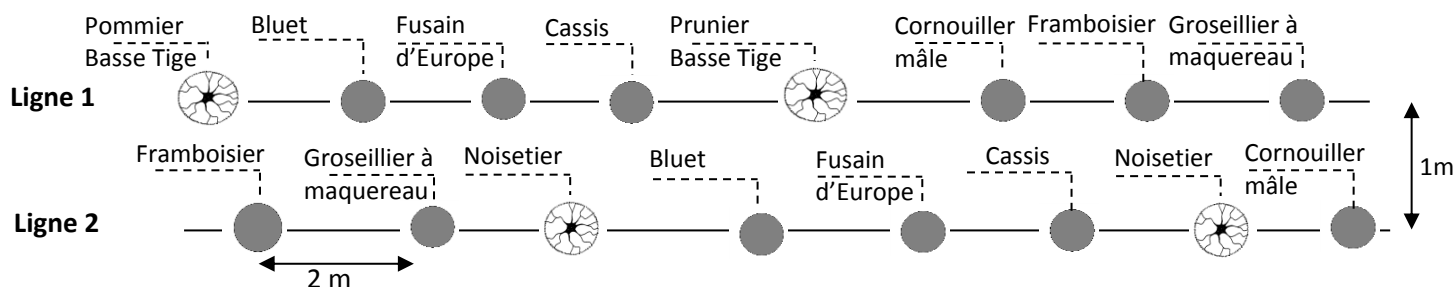 Pommier
Basse Tige
Bluet
Fusain
d’Europe
Cassis
Prunier
Basse Tige
Cornouiller
mâle
Framboisier
Groseillier à
maquereau
Ligne 1
Framboisier
Groseillier à
maquereau
Noisetier
Bluet
Fusain
d’Europe
Cassis
Noisetier
Cornouiller
mâle
1m
Ligne 2
2 m